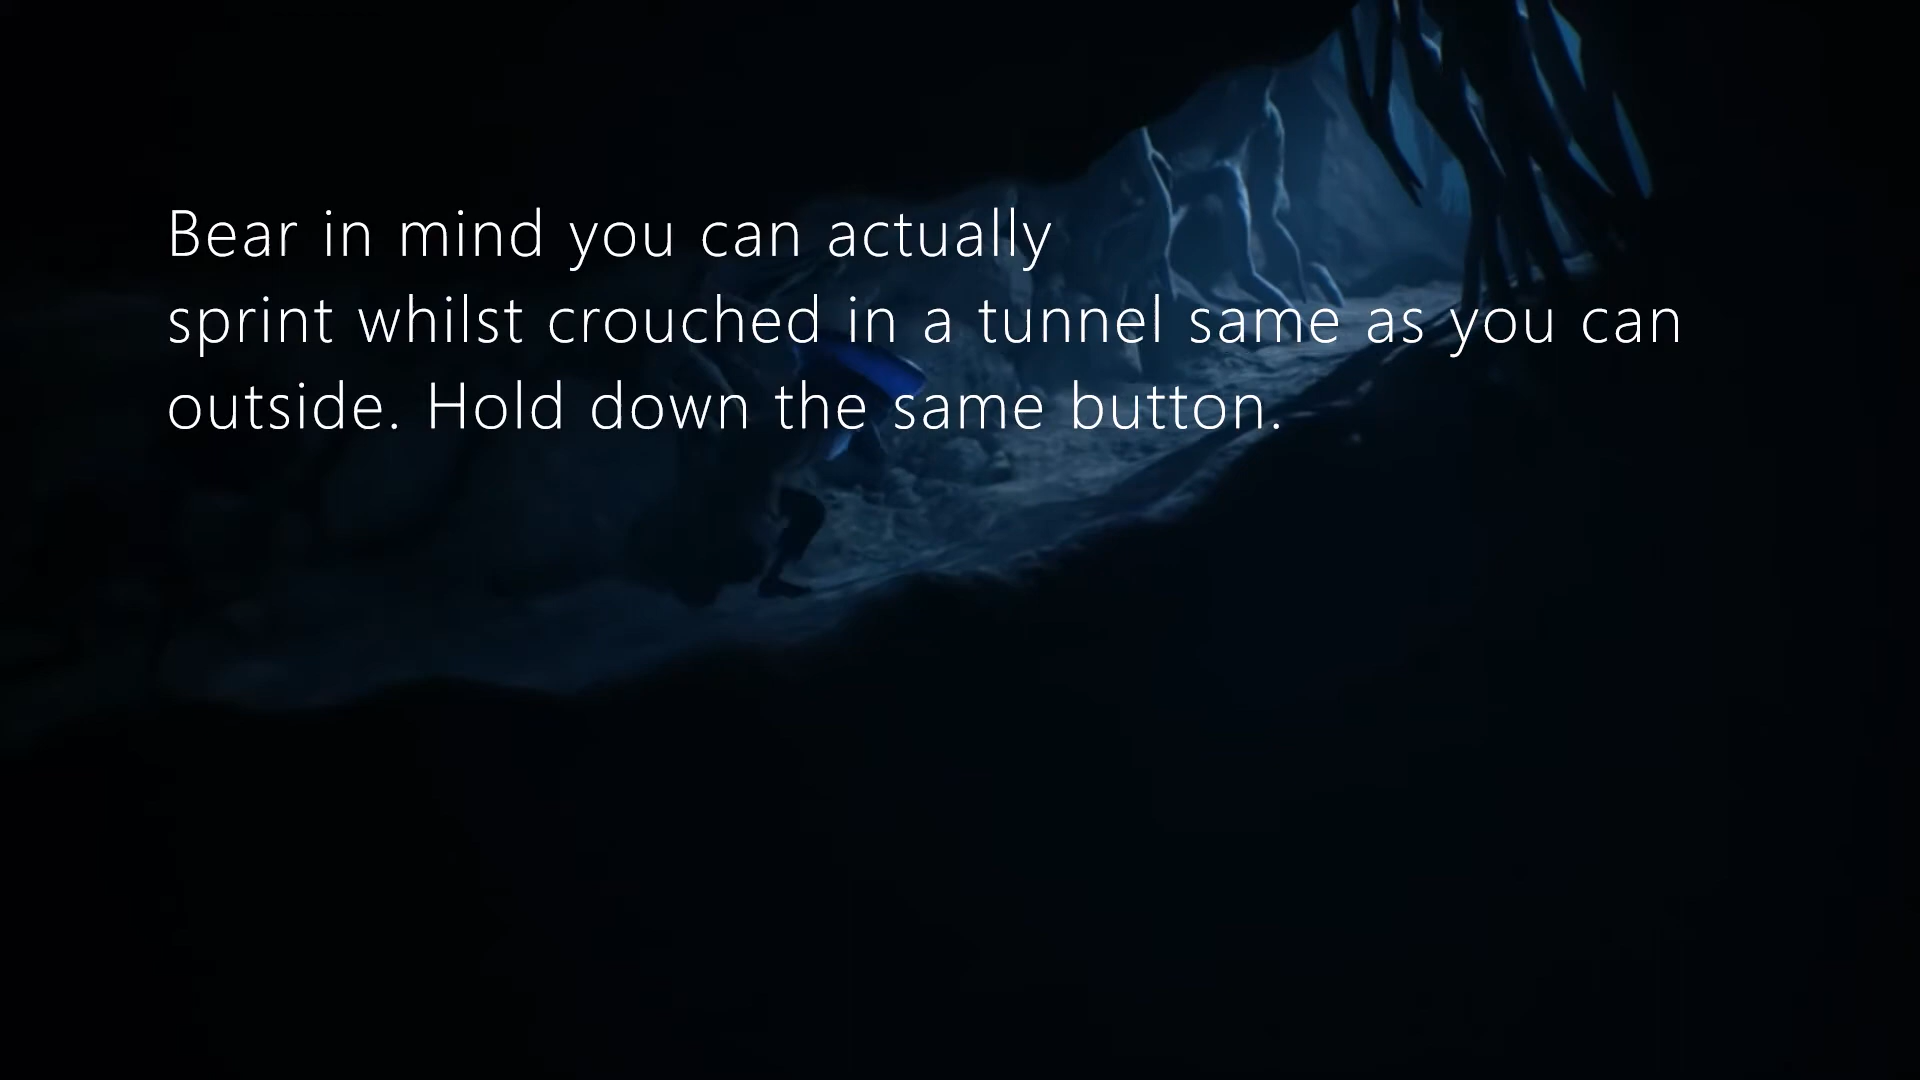 Bear in mind you can actually
sprint whilst crouched in a tunnel same as you can
outside. Hold down the same button.